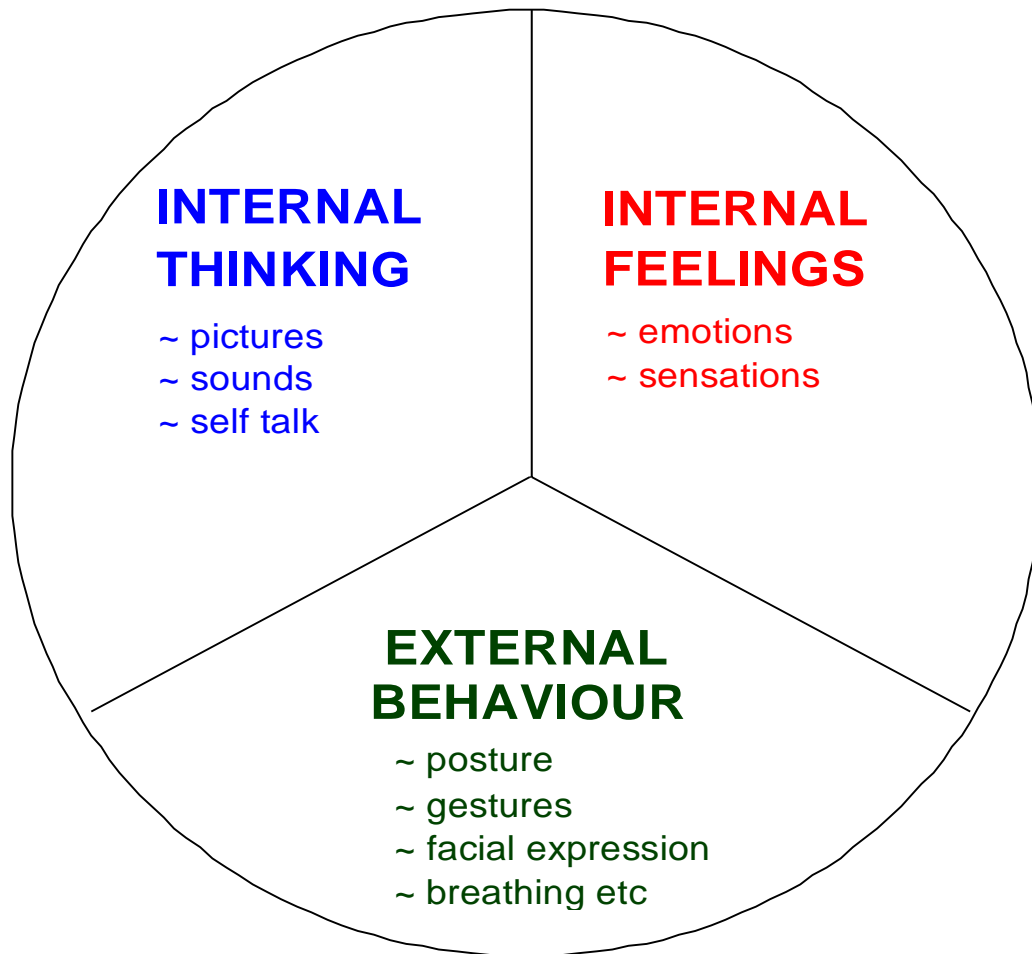 INTERNAL
THINKING
~ pictures
~ sounds
~ self talk
INTERNAL
FEELINGS
~ emotions
~ sensations
EXTERNAL
BEHAVIOUR
~ posture
~ gestures
~ facial expression
~ breathing etc